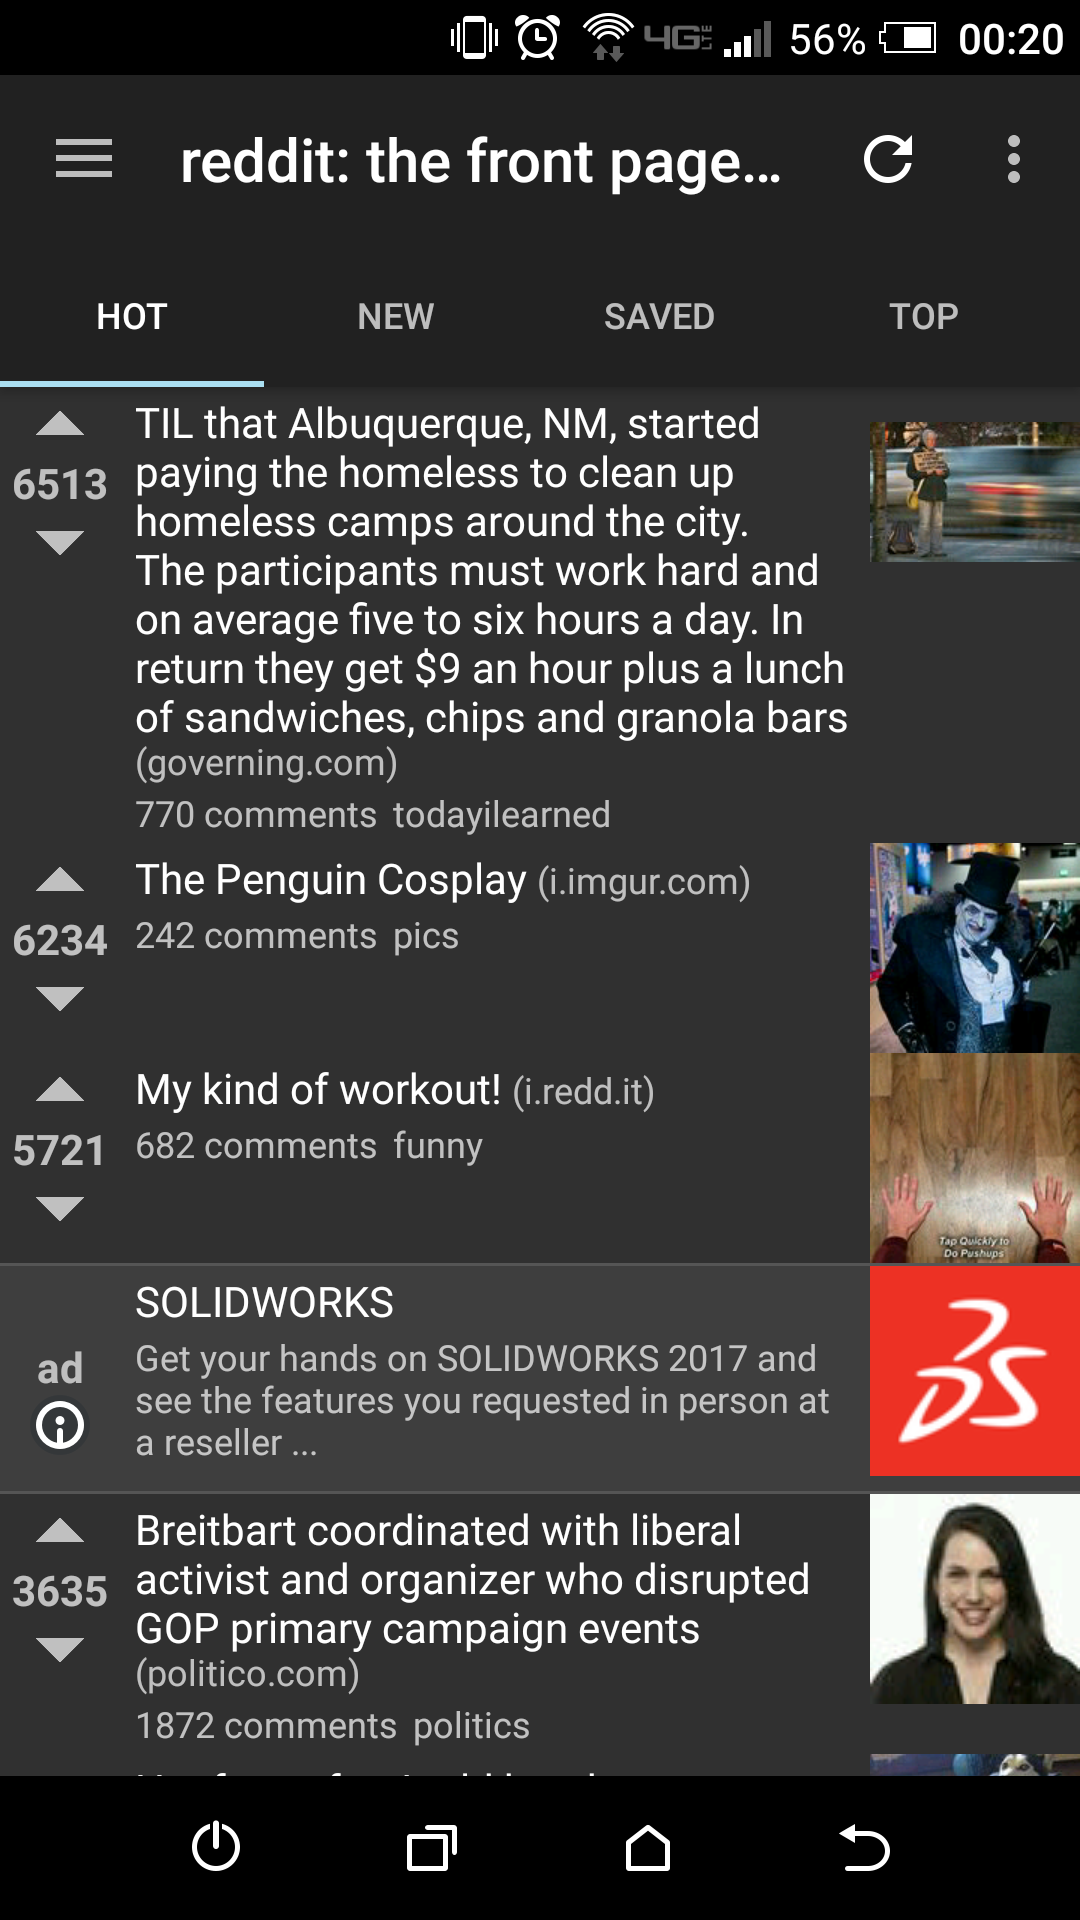 4G LTE 56% 00:20
reddit: the front page...
HOT NEW SAVED TOP
TIL that Albuquerque, NM, started
paying the homeless to clean up
6513
homeless camps around the city.
The participants must work hard and
on average five to six hours a day. In
return they get $9 an hour plus a lunch
of sandwiches, chips and granola bars
(governing.com)
770 comments todayilearned
The Penguin Cosplay (i.imgur.com)
6234
242 comments pics
My kind of workout! (i.redd.it)
5721
682 comments funny
Tap Quickly to
Do Pushups
SOLIDWORKS
ad
Get your hands on SOLIDWORKS 2017 and
see the features you requested in person at
a reseller ...
Breitbart coordinated with liberal
3635
activist and organizer who disrupted
GOP primary campaign events
(politico.com)
1872 comments politics